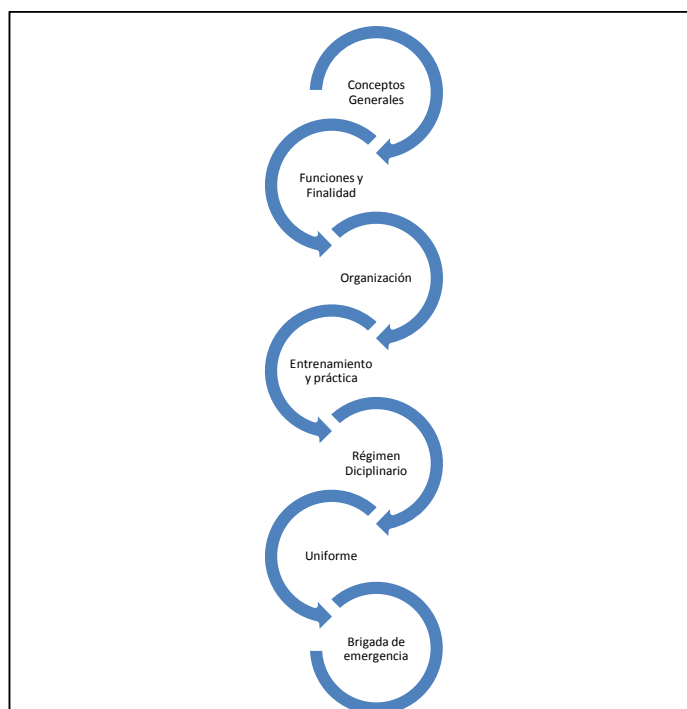 Conceptos
Generales
Funciones y
Finalidad
Organización
Entrenamiento
y práctica
Régimen
Diciplinario
Uniforme
Brigada de
emergencia